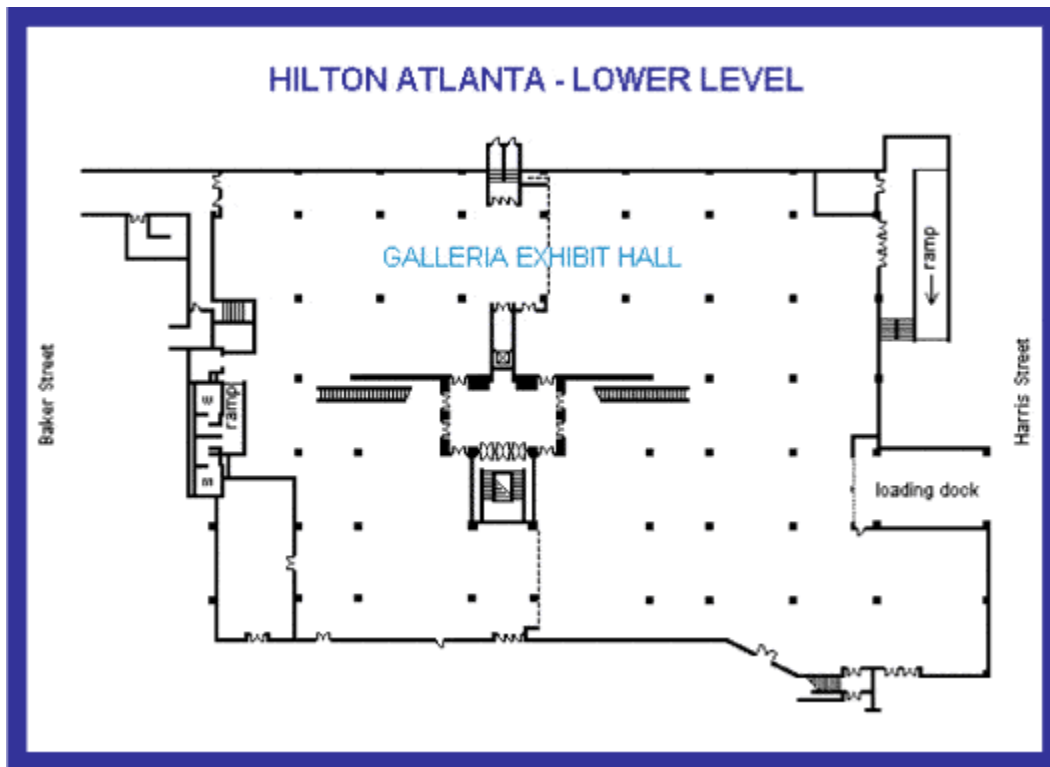 HILTON ATLANTA - LOWER LEVEL
GALLERIA EXHIBIT HALL
ramp
Baker Street
ramp
Harris Street
loading dock